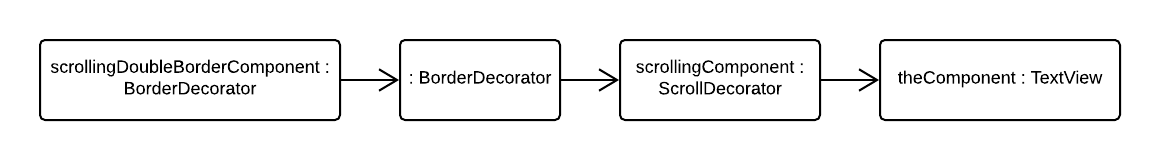 scrollingDoubleBorderComponent :
BorderDecorator
: BorderDecorator
scrollingComponent :
ScrollDecorator
theComponent : TextView